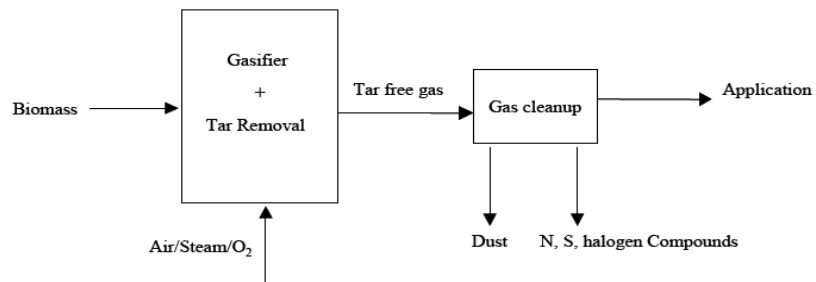 Gasifier
+
Tar Removal
Biomass
Tar free gas
Gas cleanup
Application
Air/Steam/O₂
Dust
N, S, halogen Compounds